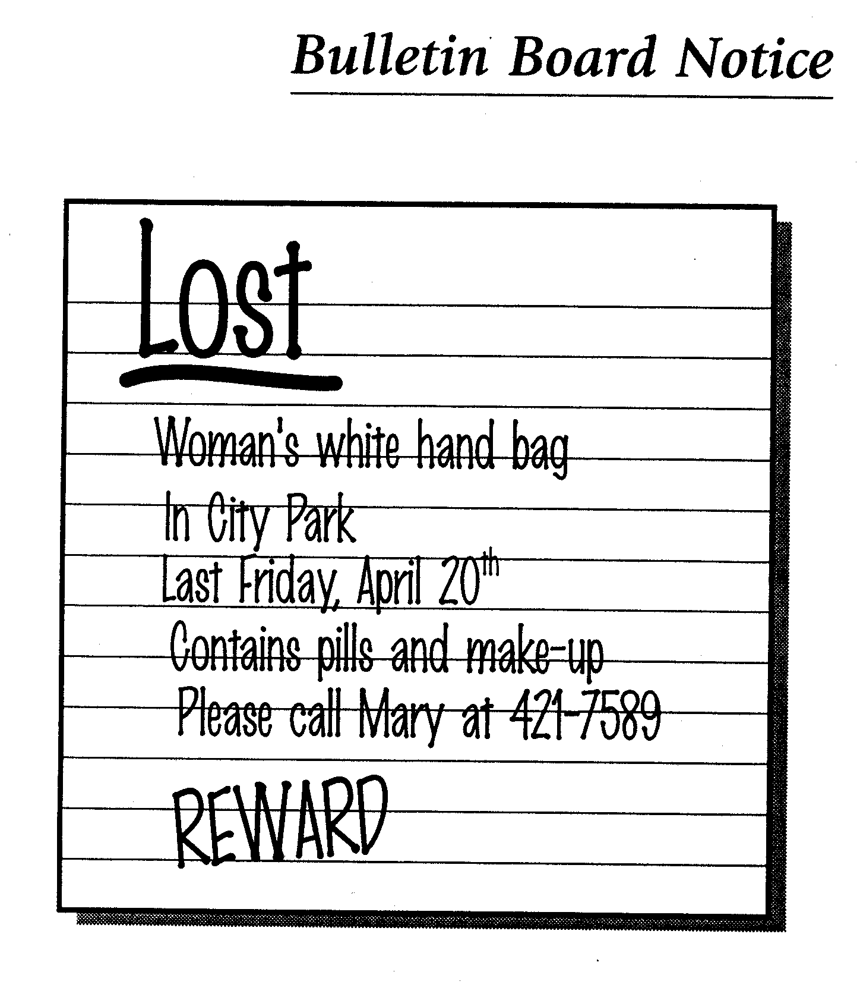 Bulletin Board Notice
Lost
Woman's white hand bag
In City Park
Last Friday, April 20th
Contains pills and make-up
Please call Mary at 421-7589
REWARD